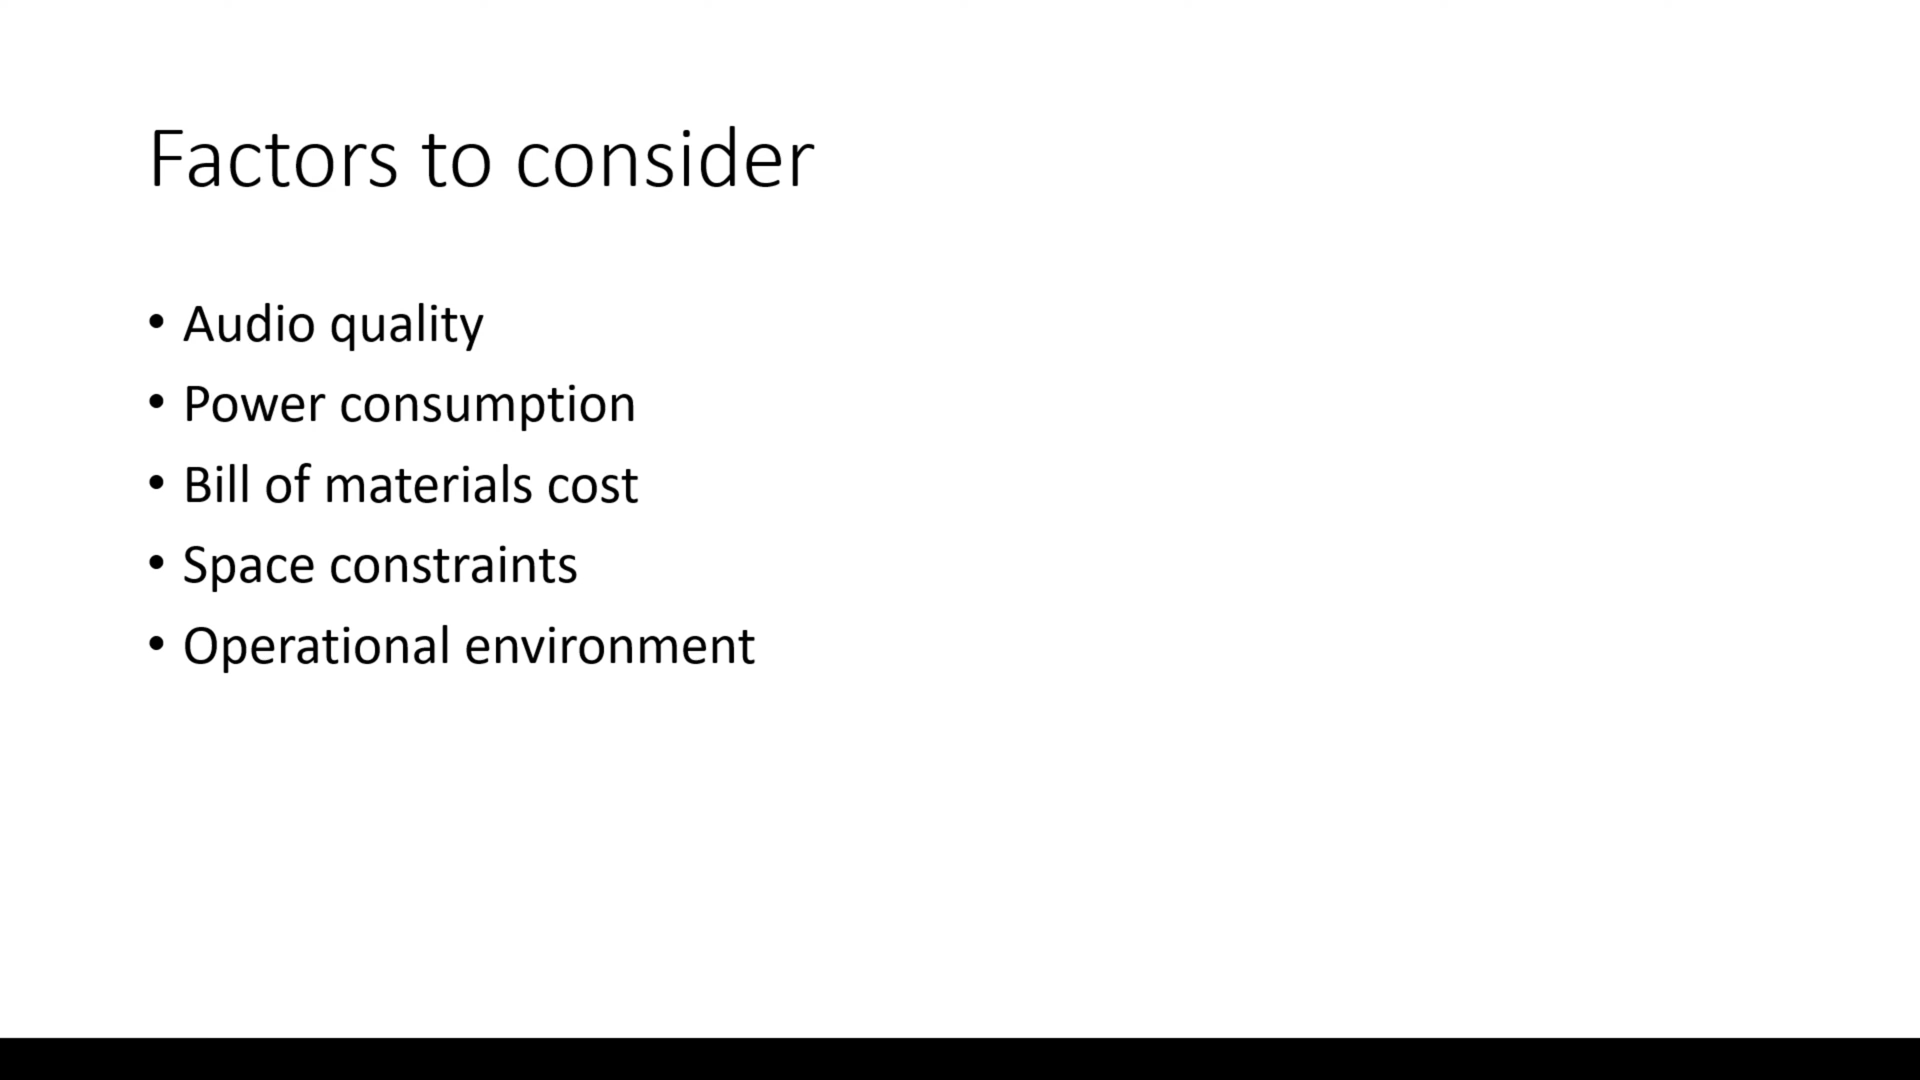 Factors to consider
• Audio quality
• Power consumption
• Bill of materials cost
• Space constraints
• Operational environment